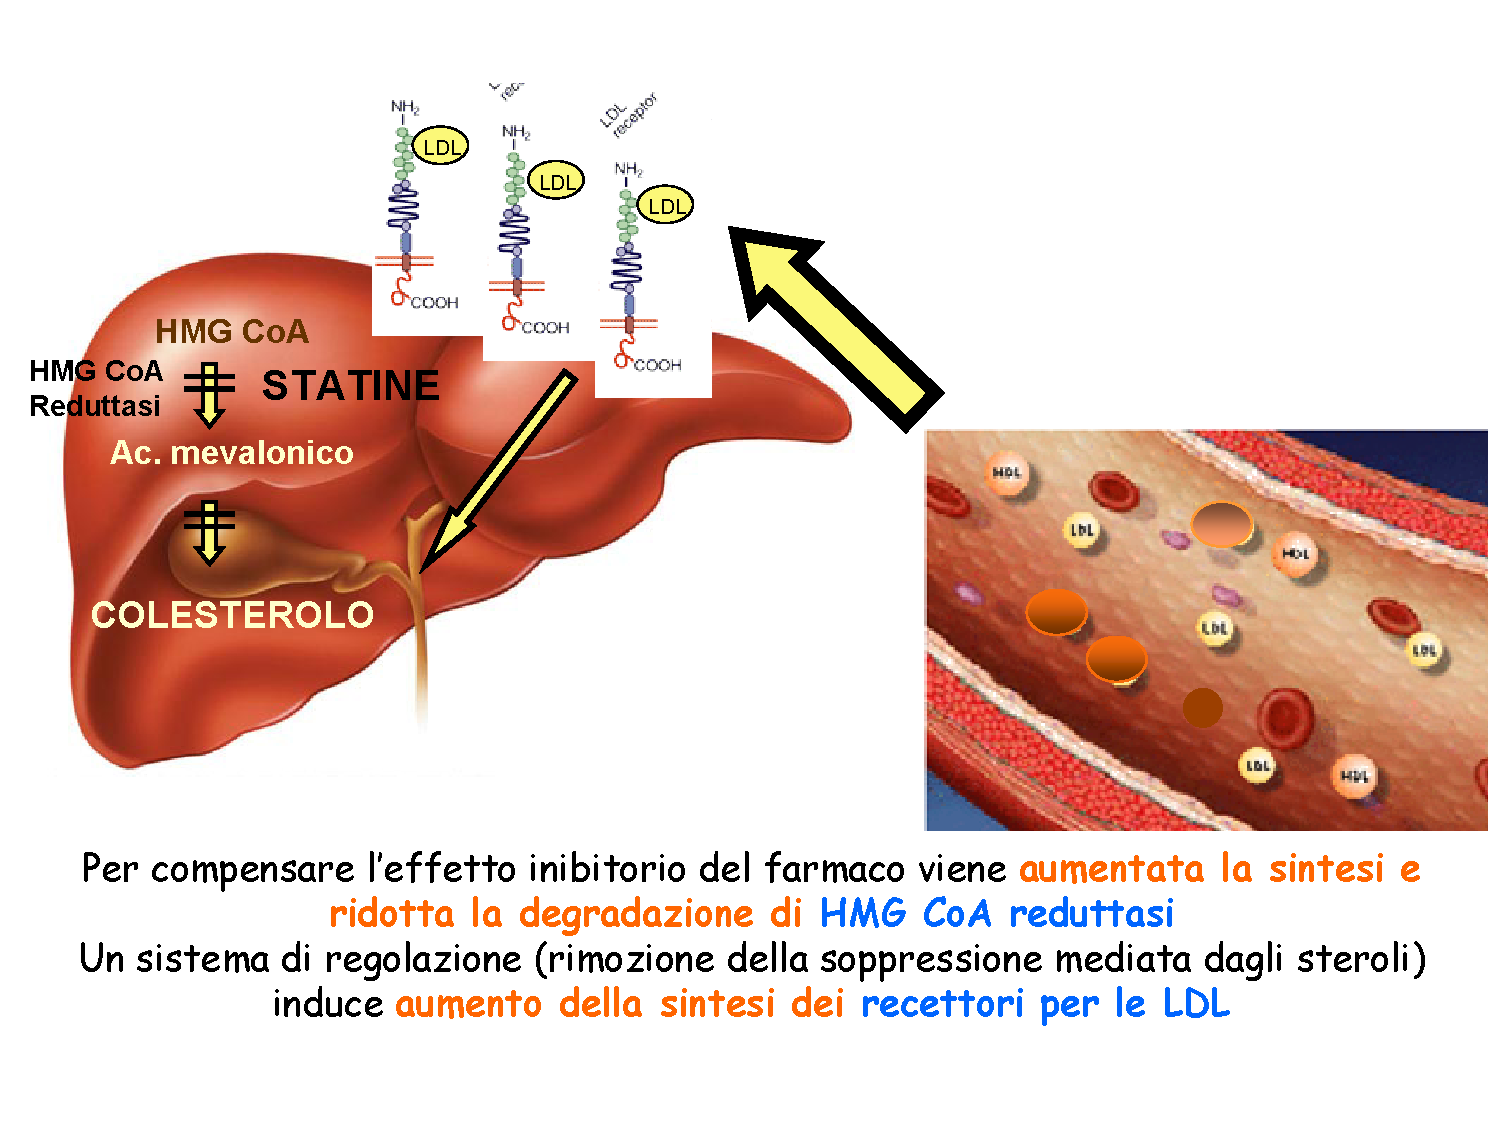 LDL
rece
NH2
LDL
NH2
LDL
LDL
receptor
NH2
LDL
COOH
COOH
COOH
HMG CoA
HMG CoA
Reduttasi
STATINE
Ac. mevalonico
COLESTEROLO
HDL
LDL
HDL
LDL
LDL
LDL
HDL
Per compensare l'effetto inibitorio del farmaco viene aumentata la sintesi e
ridotta la degradazione di HMG CoA reduttasi
Un sistema di regolazione (rimozione della soppressione mediata dagli steroli)
induce aumento della sintesi dei recettori per le LDL